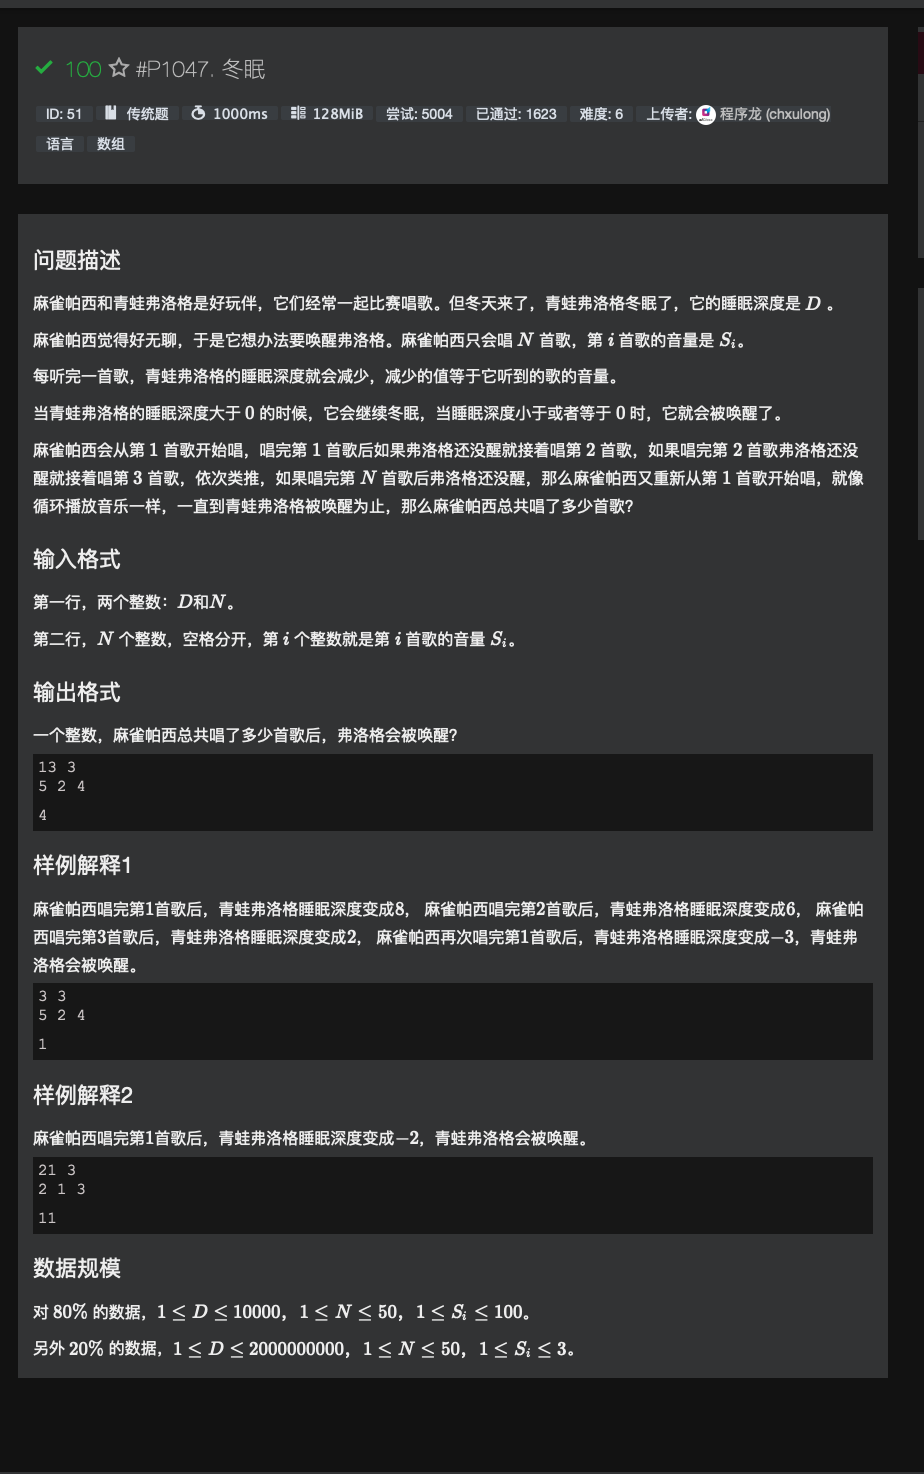 100 #P1047. 冬眠
ID: 51 传统题 1000ms 128MiB 尝试: 5004 已通过: 1623 难度: 6 上传者: 程序龙 (chxulong)
语言 数组
问题描述
麻雀帕西和青蛙弗洛格是好玩伴，它们经常一起比赛唱歌。但冬天来了，青蛙弗洛格冬眠了，它的睡眠深度是 D 。
麻雀帕西觉得好无聊，于是它想办法要唤醒弗洛格。麻雀帕西只会唱 N 首歌，第 i 首歌的音量是 Sᵢ。
每听完一首歌，青蛙弗洛格的睡眠深度就会减少，减少的值等于它听到的歌的音量。
当青蛙弗洛格的睡眠深度大于 0 的时候，它会继续冬眠，当睡眠深度小于或者等于 0 时，它就会被唤醒了。
麻雀帕西会从第 1 首歌开始唱，唱完第 1 首歌后如果弗洛格还没醒就接着唱第 2 首歌，如果唱完第 2 首歌弗洛格还没
醒就接着唱第 3 首歌，依次类推，如果唱完第 N 首歌后弗洛格还没醒，那么麻雀帕西又重新从第 1 首歌开始唱，就像
循环播放音乐一样，一直到青蛙弗洛格被唤醒为止，那么麻雀帕西总共唱了多少首歌?
输入格式
第一行，两个整数：D和N。
第二行，N 个整数，空格分开，第 i 个整数就是第 i 首歌的音量 Sᵢ。
输出格式
一个整数，麻雀帕西总共唱了多少首歌后，弗洛格会被唤醒?
13 3
5 2 4
4
样例解释1
麻雀帕西唱完第1首歌后，青蛙弗洛格睡眠深度变成8， 麻雀帕西唱完第2首歌后，青蛙弗洛格睡眠深度变成6， 麻雀帕
西唱完第3首歌后，青蛙弗洛格睡眠深度变成2， 麻雀帕西再次唱完第1首歌后，青蛙弗洛格睡眠深度变成−3，青蛙弗
洛格会被唤醒。
3 3
5 2 4
1
样例解释2
麻雀帕西唱完第1首歌后，青蛙弗洛格睡眠深度变成−2，青蛙弗洛格会被唤醒。
21 3
2 1 3
11
数据规模
对 80% 的数据，1 ≤ D ≤ 10000，1 ≤ N ≤ 50，1 ≤ Sᵢ ≤ 100。
另外 20% 的数据，1 ≤ D ≤ 2000000000，1 ≤ N ≤ 50，1 ≤ Sᵢ ≤ 3。